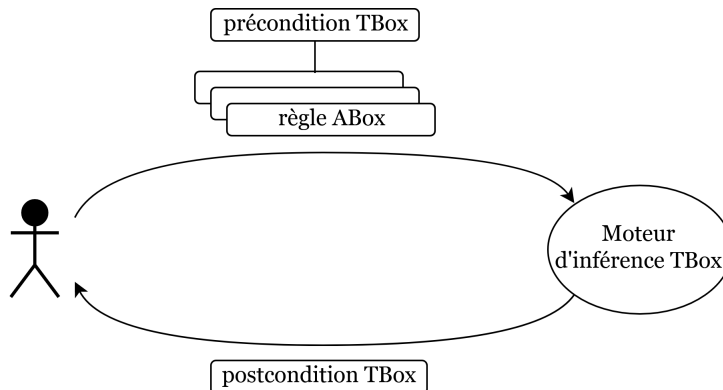 précondition TBox
règle ABox
Moteur
d'inférence TBox
postcondition TBox